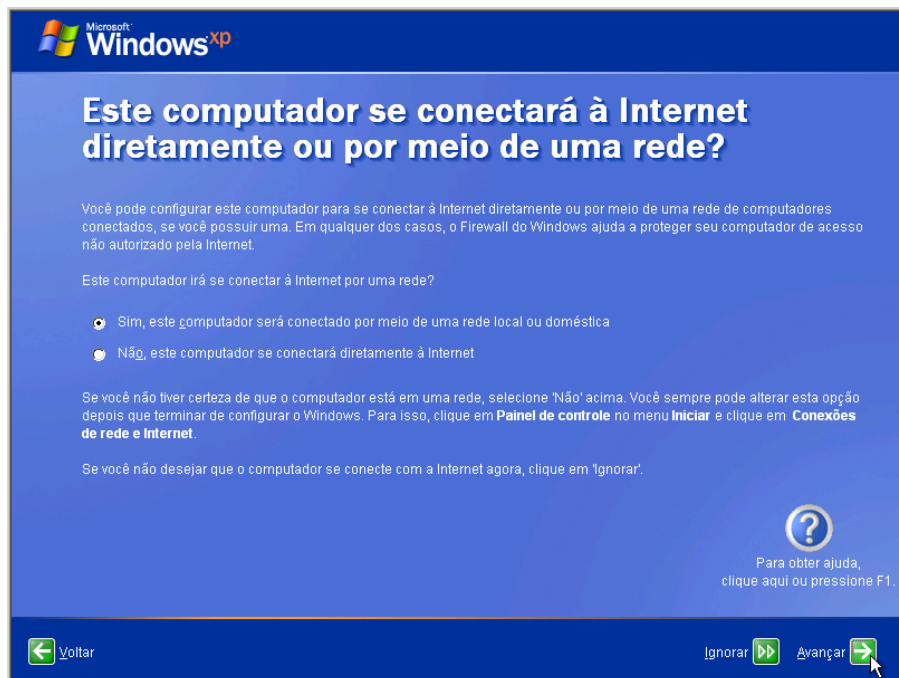 Microsoft
Windows xp
Este computador se conectará à Internet
diretamente ou por meio de uma rede?
Você pode configurar este computador para se conectar à Internet diretamente ou por meio de uma rede de computadores
conectados, se você possuir uma. Em qualquer dos casos, o Firewall do Windows ajuda a proteger seu computador de acesso
não autorizado pela Internet.
Este computador irá se conectar à Internet por uma rede?
Sim, este computador será conectado por meio de uma rede local ou doméstica
Não, este computador se conectará diretamente à Internet
Se você não tiver certeza de que o computador está em uma rede, selecione 'Não' acima. Você sempre pode alterar esta opção
depois que terminar de configurar o Windows. Para isso, clique em Painel de controle no menu Iniciar e clique em Conexões
de rede e Internet.
Se você não desejar que o computador se conecte com a Internet agora, clique em 'Ignorar'.
Para obter ajuda,
clique aqui ou pressione F1.
Voltar
Ignorar
Avançar